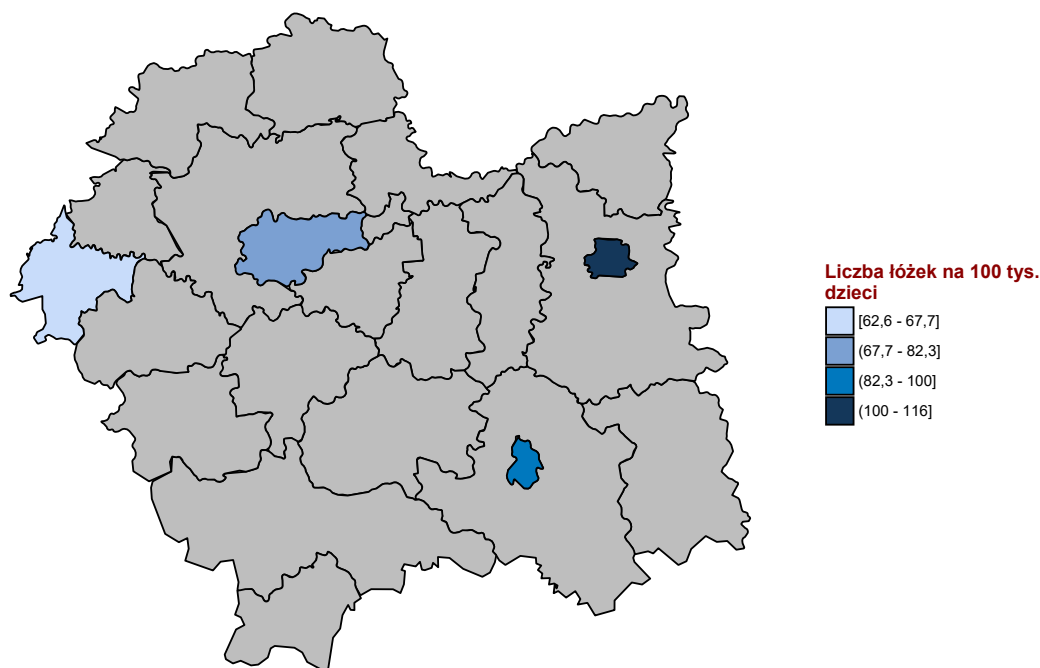 Liczba łóżek na 100 tys.
dzieci
[62,6 - 67,7]
(67,7 - 82,3]
(82,3 - 100]
(100 - 116]